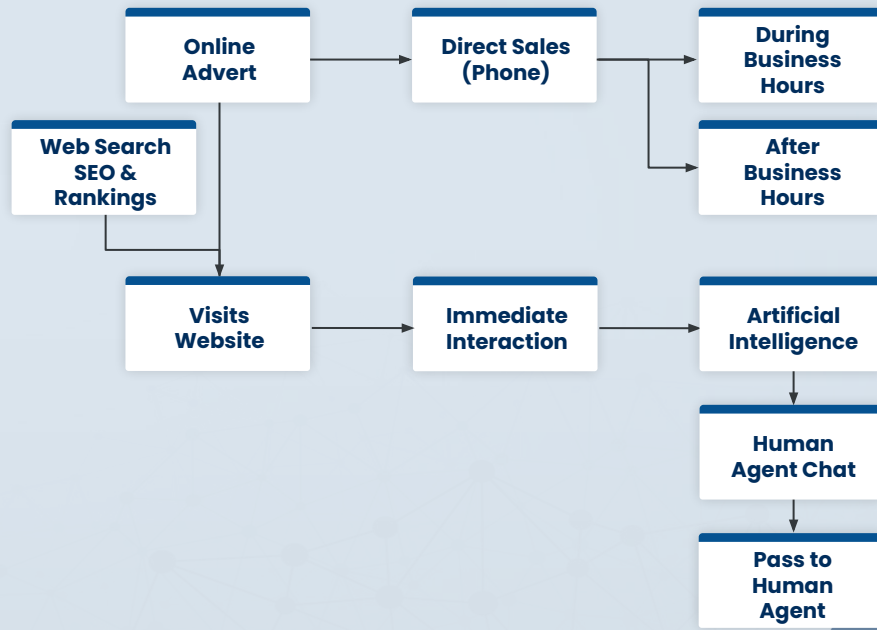 Online
Advert
Direct Sales
(Phone)
During
Business
Hours
Web Search
SEO &
Rankings
After
Business
Hours
Visits
Website
Immediate
Interaction
Artificial
Intelligence
Human
Agent Chat
Pass to
Human
Agent